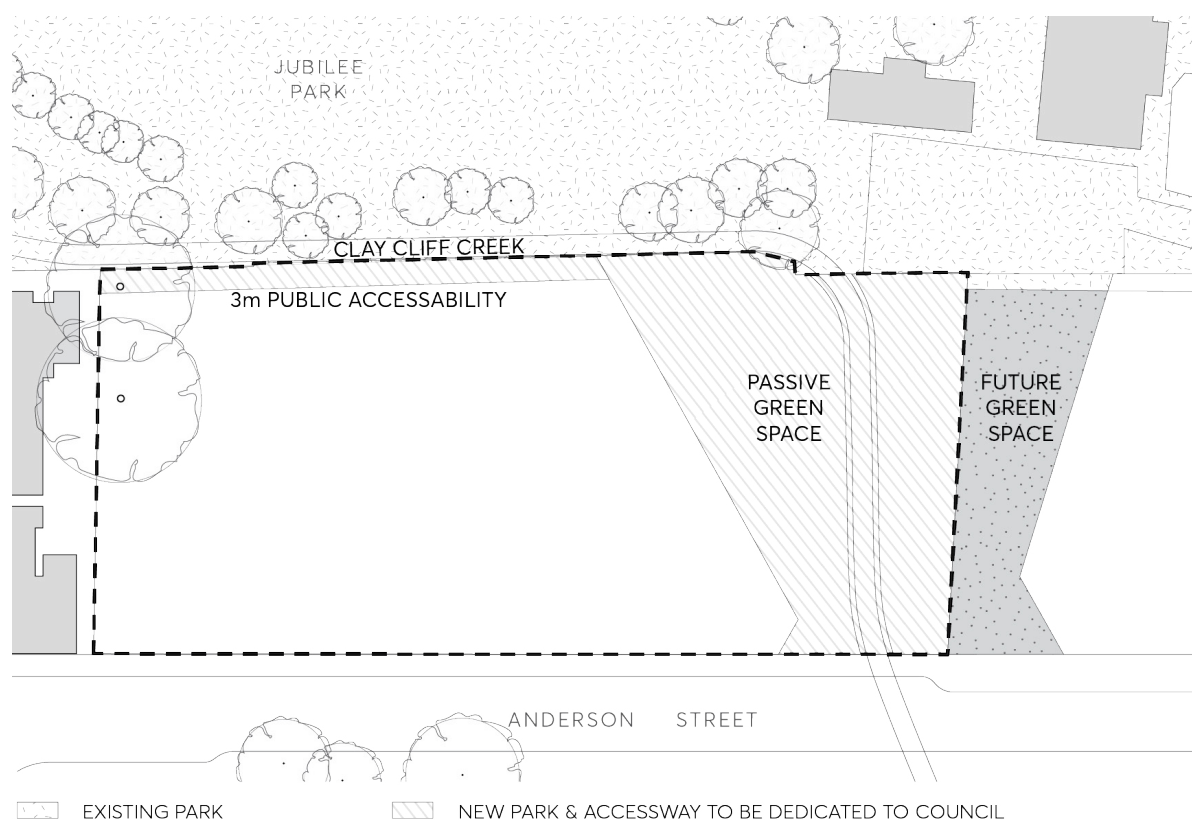 JUBILEE
PARK
CLAY CLIFF CREEK
3m PUBLIC ACCESSABILITY
PASSIVE
GREEN
SPACE
FUTURE
GREEN
SPACE
ANDERSON STREET
EXISTING PARK
NEW PARK & ACCESSWAY TO BE DEDICATED TO COUNCIL